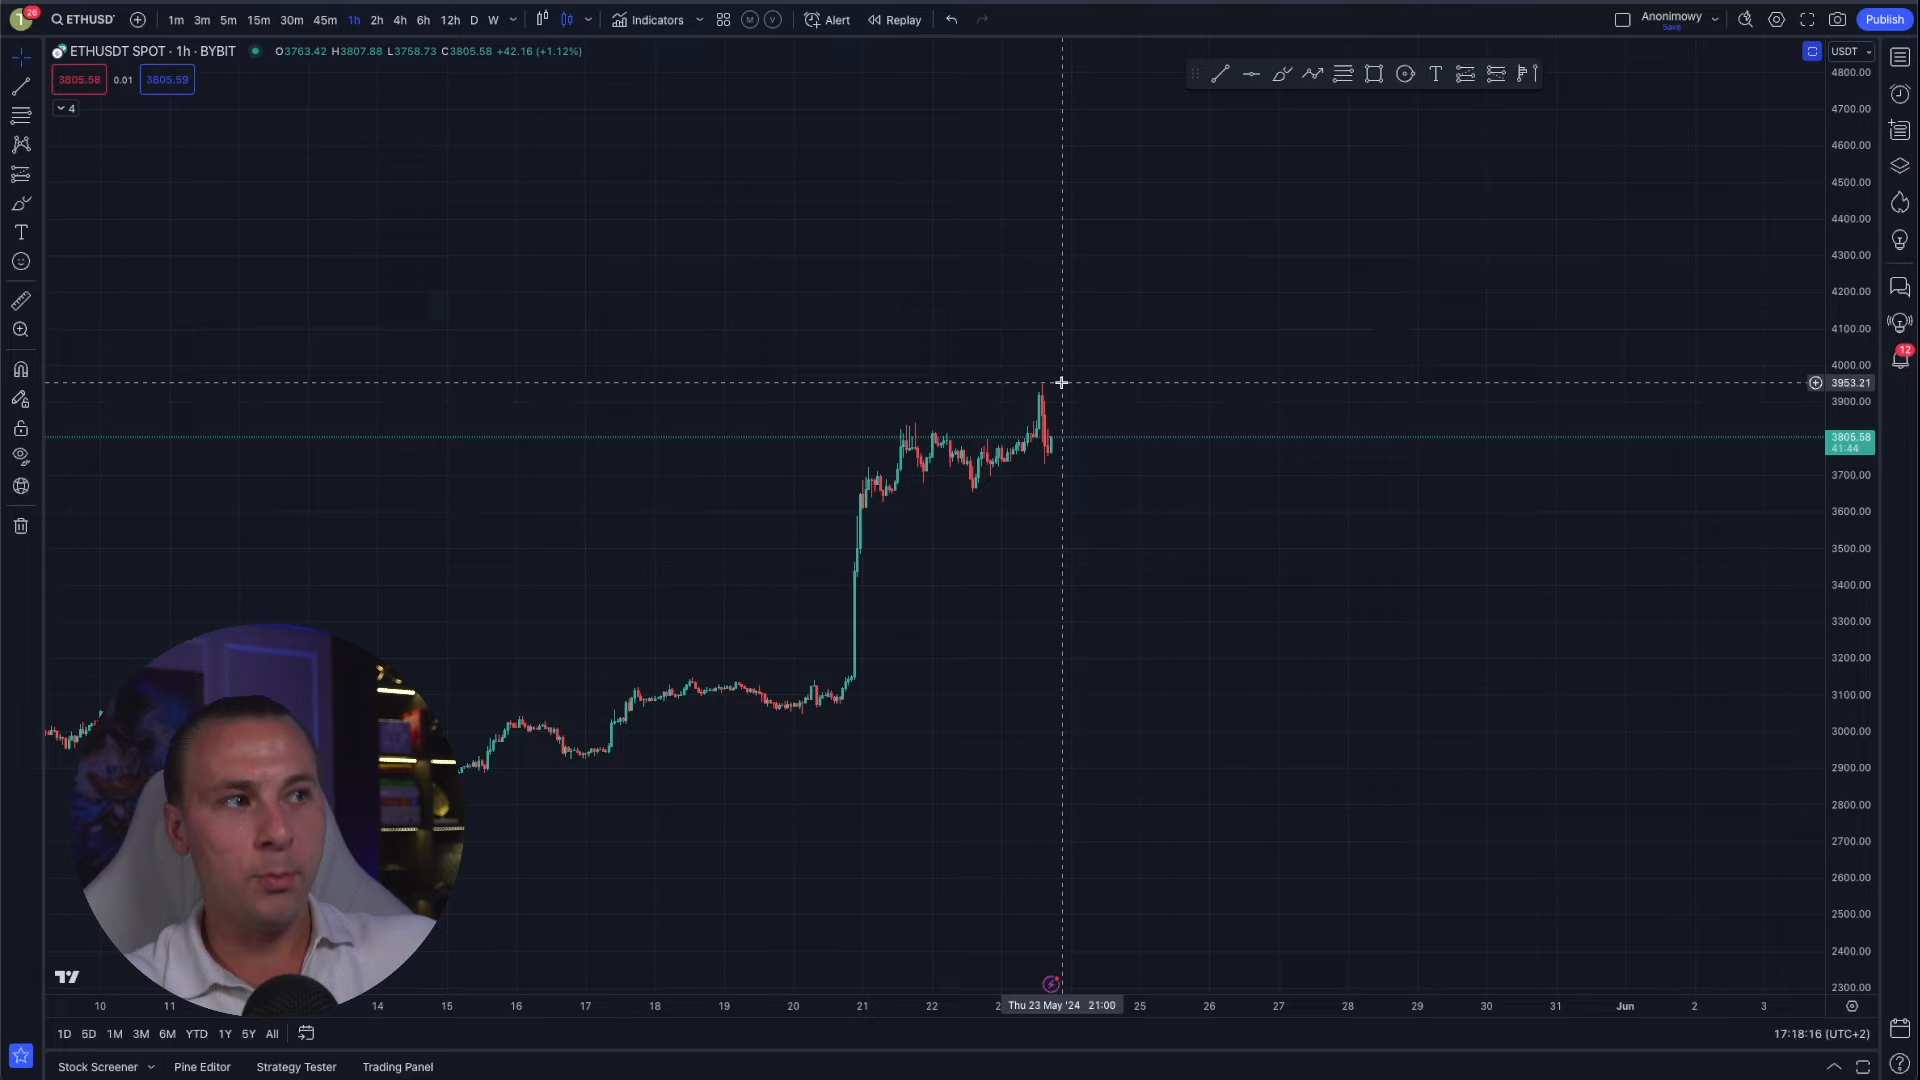 26
ETHUSDT
1m 3m 5m 15m 30m 45m 1h 2h 4h 6h 12h D W
Indicators
M V
Alert
Replay
Anonimowy
Save
Publish
ETHUSDT SPOT · 1h · BYBIT O3763.42 H3807.88 L3758.73 C3805.58 +42.16 (+1.12%)
USDT
3805.58 0.01 3805.59
4
4800.00
4700.00
4600.00
4500.00
4400.00
4300.00
4200.00
4100.00
4000.00
12
3953.21
3900.00
3805.58
41:44
3700.00
3600.00
3500.00
3400.00
3300.00
3200.00
3100.00
3000.00
2900.00
2800.00
2700.00
2600.00
2500.00
2400.00
2300.00
10 11 14 15 16 17 18 19 20 21 22 Thu 23 May '24 21:00 25 26 27 28 29 30 31 Jun 2 3
1D 5D 1M 3M 6M YTD 1Y 5Y All
17:18:16 (UTC+2)
Stock Screener Pine Editor Strategy Tester Trading Panel